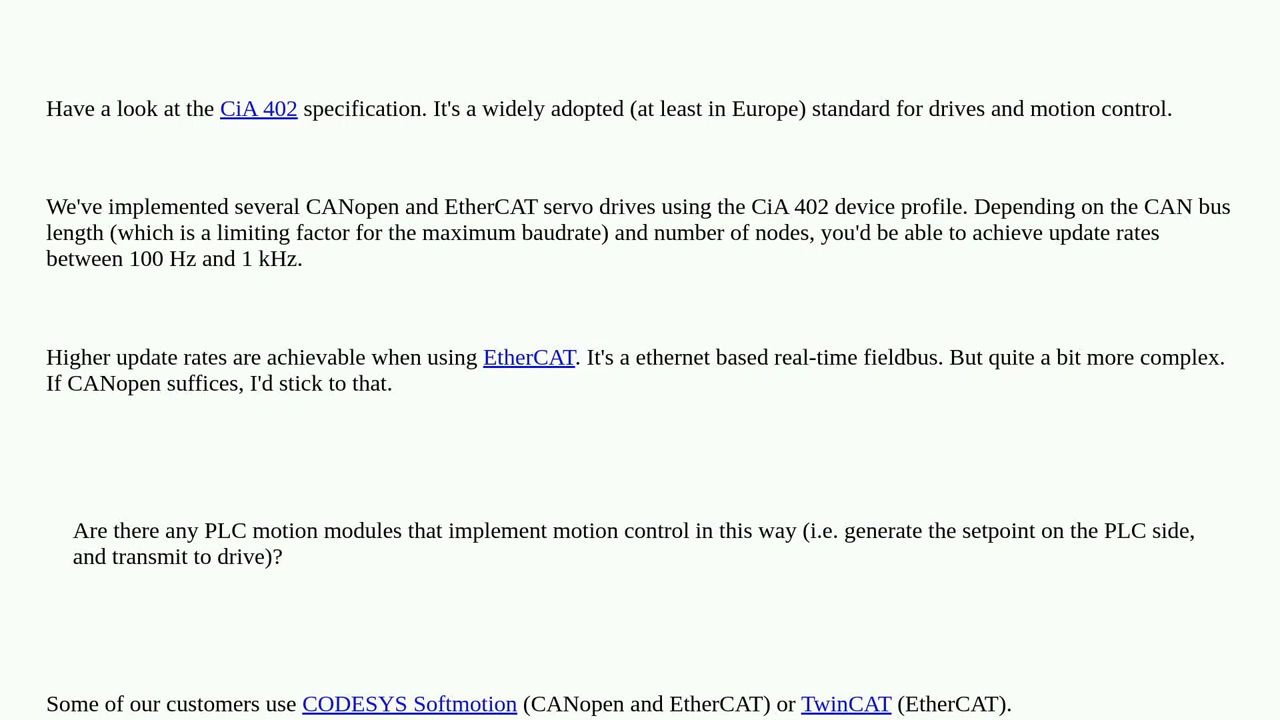 Have a look at the CiA 402 specification. It's a widely adopted (at least in Europe) standard for drives and motion control.
We've implemented several CANopen and EtherCAT servo drives using the CiA 402 device profile. Depending on the CAN bus
length (which is a limiting factor for the maximum baudrate) and number of nodes, you'd be able to achieve update rates
between 100 Hz and 1 kHz.
Higher update rates are achievable when using EtherCAT. It's a ethernet based real-time fieldbus. But quite a bit more complex.
If CANopen suffices, I'd stick to that.
Are there any PLC motion modules that implement motion control in this way (i.e. generate the setpoint on the PLC side,
and transmit to drive)?
Some of our customers use CODESYS Softmotion (CANopen and EtherCAT) or TwinCAT (EtherCAT).